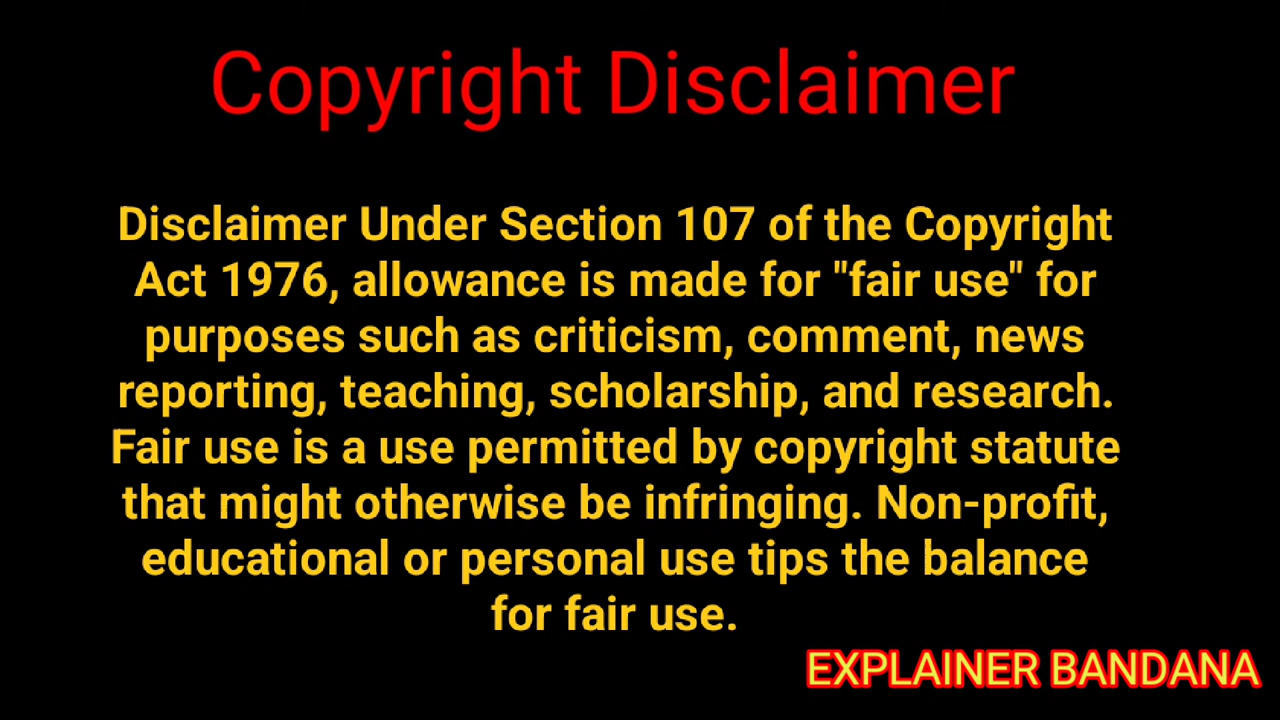 Copyright Disclaimer
Disclaimer Under Section 107 of the Copyright
Act 1976, allowance is made for "fair use" for
purposes such as criticism, comment, news
reporting, teaching, scholarship, and research.
Fair use is a use permitted by copyright statute
that might otherwise be infringing. Non-profit,
educational or personal use tips the balance
for fair use.
EXPLAINER BANDANA